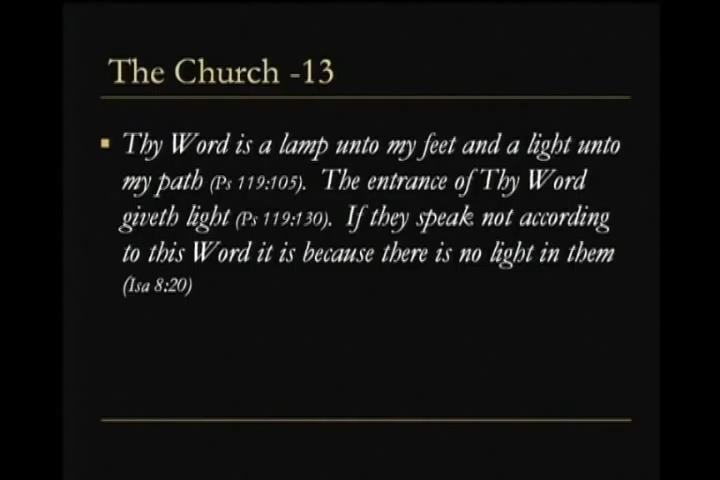 The Church -13
Thy Word is a lamp unto my feet and a light unto
my path (Ps 119:105). The entrance of Thy Word
giveth light (Ps 119:130). If they speak not according
to this Word it is because there is no light in them
(Isa 8:20)